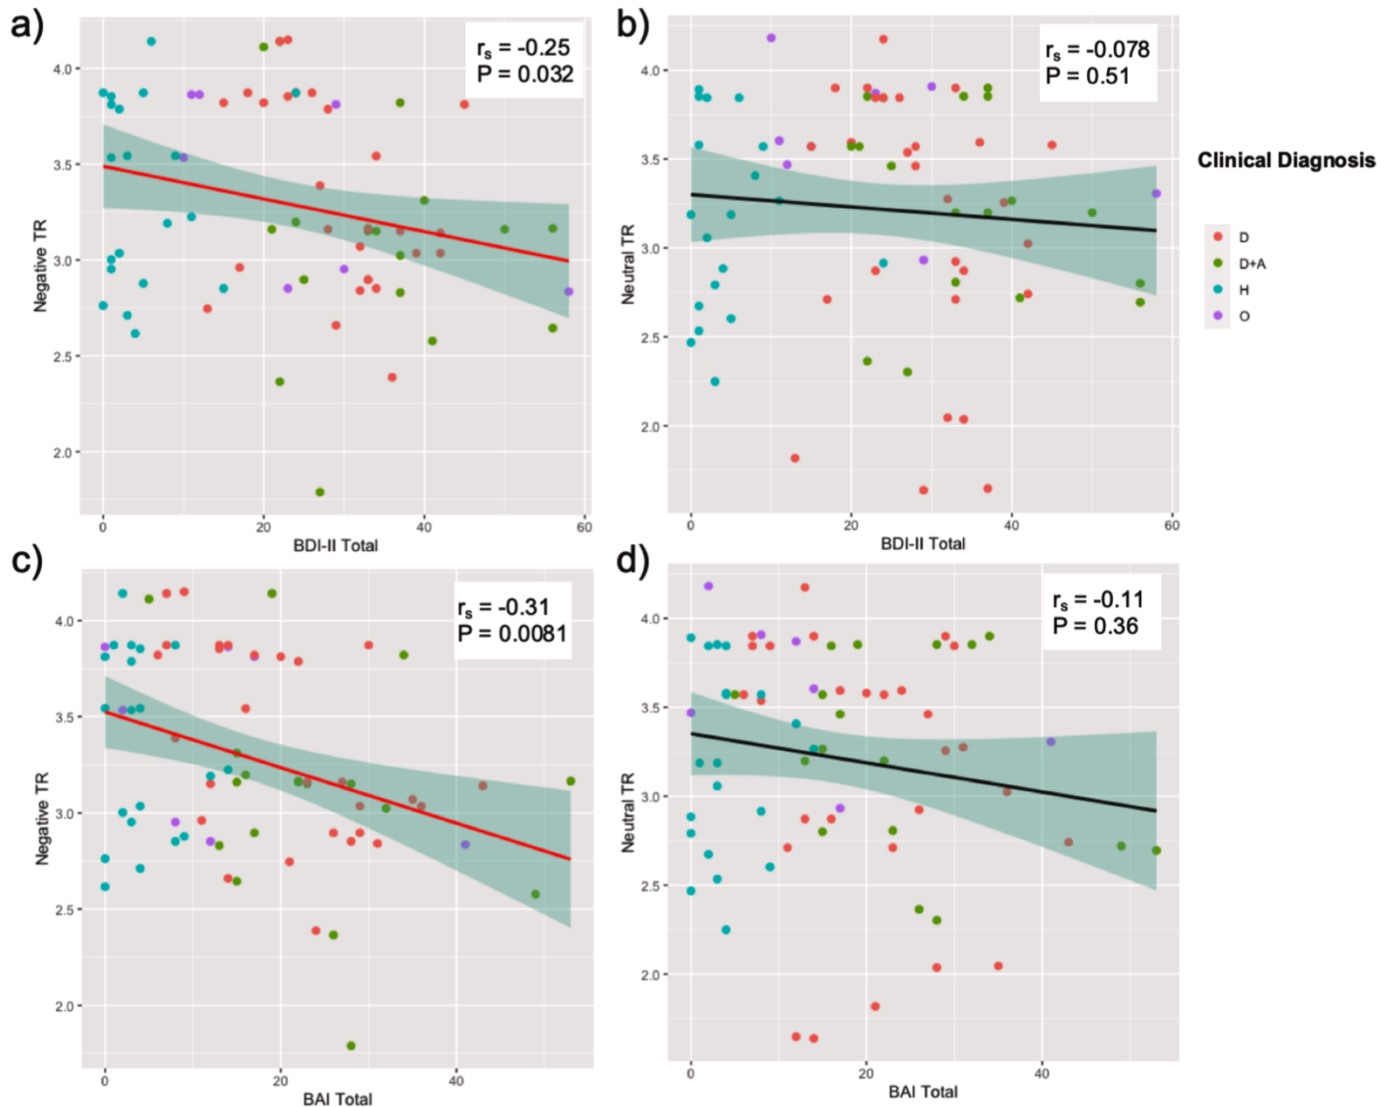 a)
r_s = -0.25
P = 0.032
4.0
3.5
3.0
2.5
2.0
Negative TR
0 20 40 60
BDI-II Total
b)
r_s = -0.078
P = 0.51
4.0
3.5
3.0
2.5
2.0
Neutral TR
0 20 40 60
BDI-II Total
Clinical Diagnosis
D
D+A
H
O
c)
r_s = -0.31
P = 0.0081
4.0
3.5
3.0
2.5
2.0
Negative TR
0 20 40
BAI Total
d)
r_s = -0.11
P = 0.36
4.0
3.5
3.0
2.5
2.0
Neutral TR
0 20 40
BAI Total